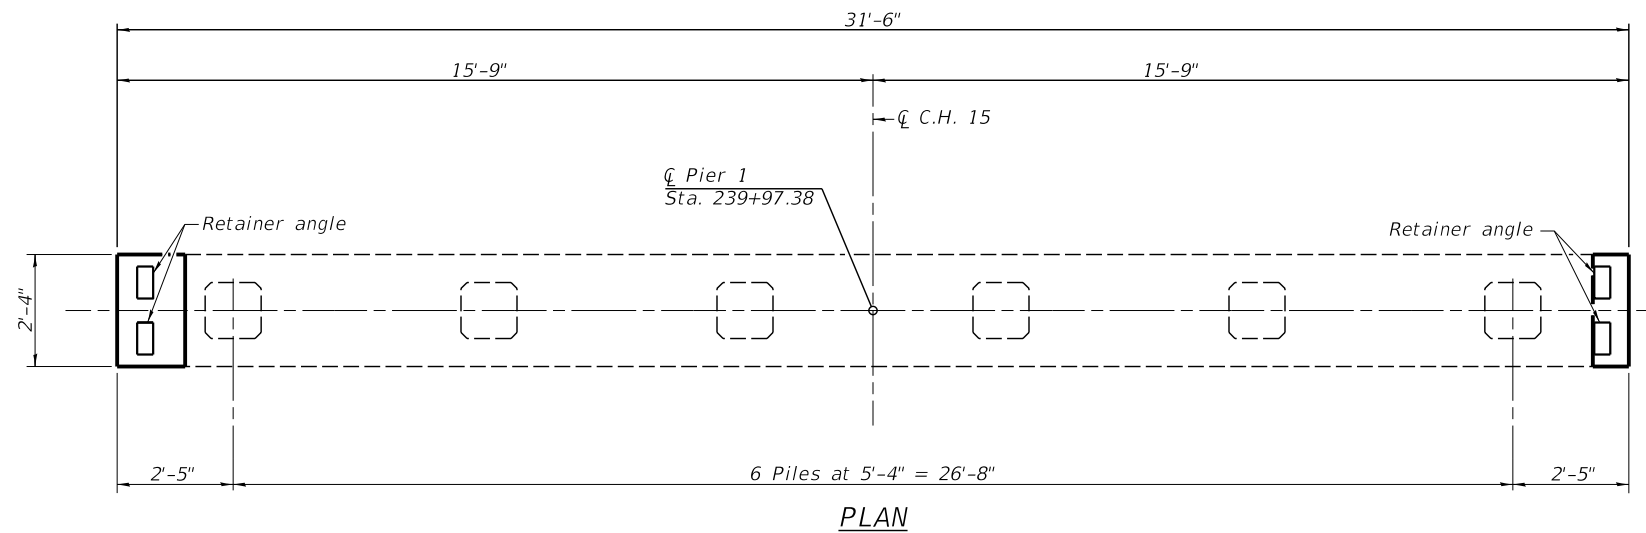 31'-6"
15'-9"
15'-9"
℄ C.H. 15
℄ Pier 1
Sta. 239+97.38
Retainer angle
Retainer angle
2'-4"
2'-5"
6 Piles at 5'-4" = 26'-8"
2'-5"
PLAN